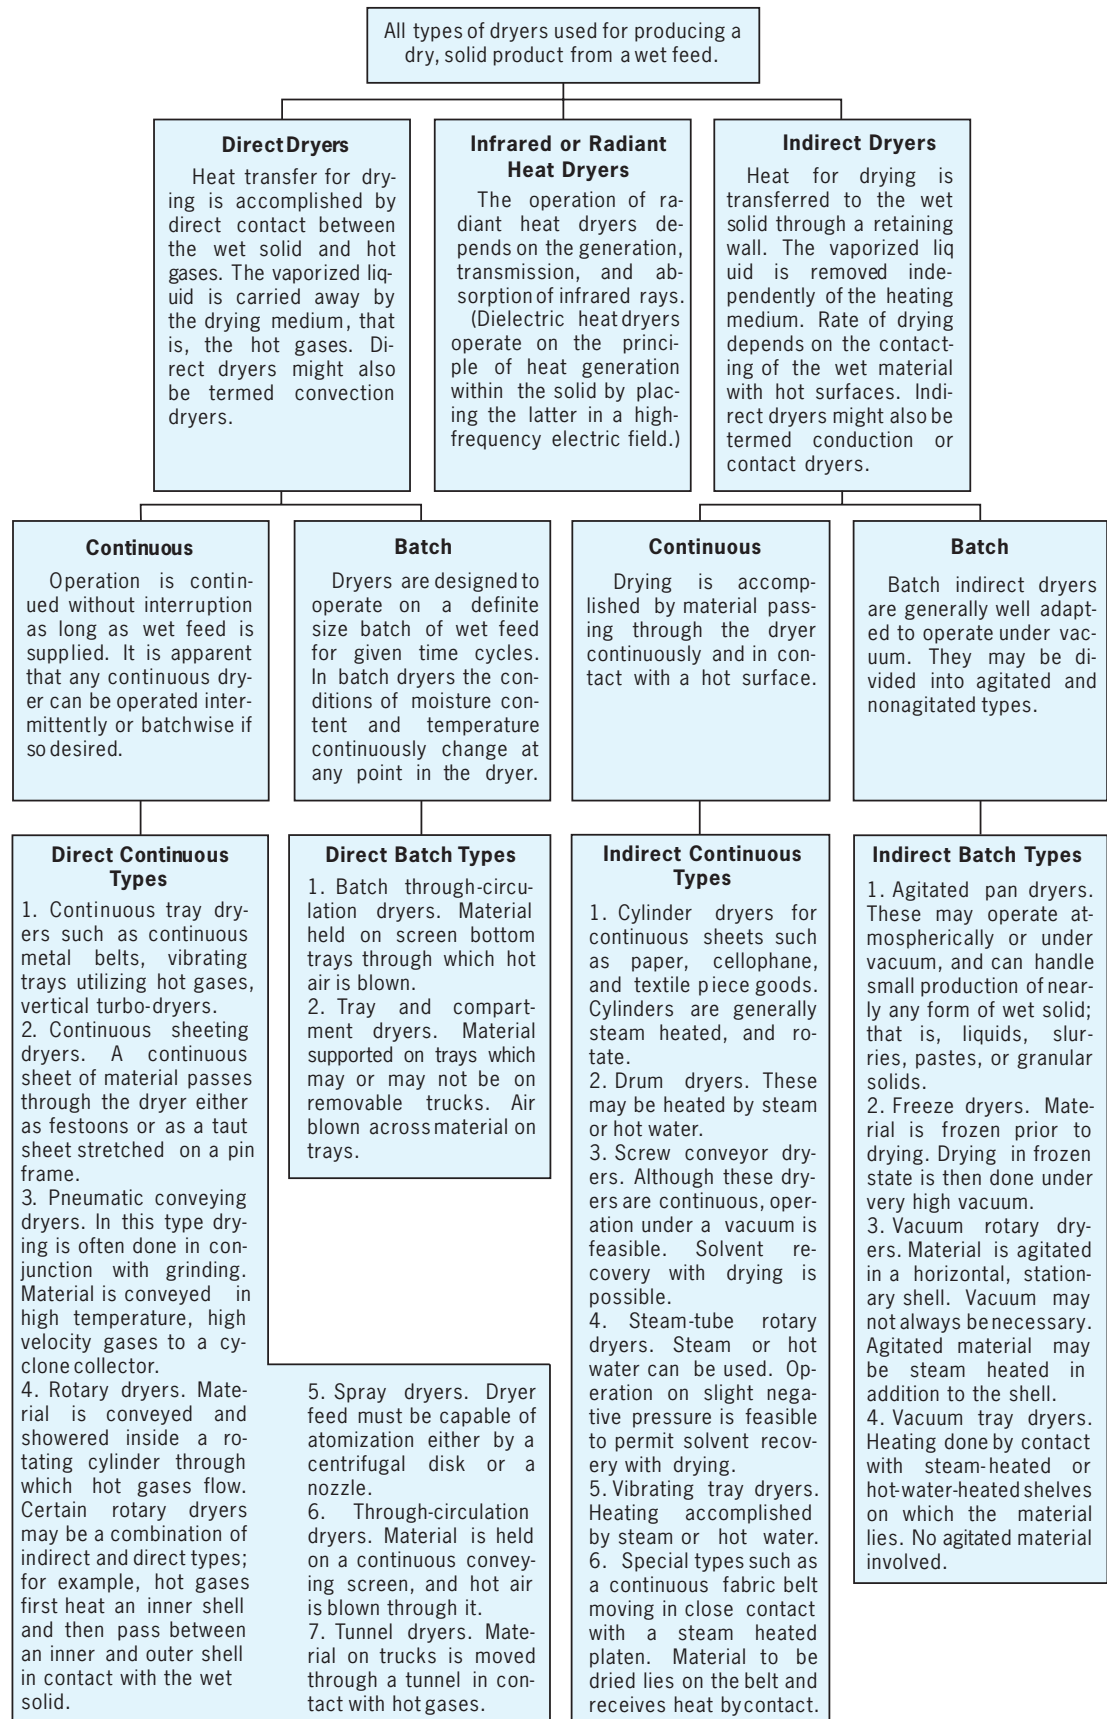 All types of dryers used for producing a
dry, solid product from a wet feed.
Direct Dryers
Heat transfer for dry-
ing is accomplished by
direct contact between
the wet solid and hot
gases. The vaporized liq-
uid is carried away by
the drying medium, that
is, the hot gases. Di-
rect dryers might also
be termed convection
dryers.
Infrared or Radiant
Heat Dryers
The operation of ra-
diant heat dryers de-
pends on the generation,
transmission, and ab-
sorption of infrared rays.
(Dielectric heat dryers
operate on the princi-
ple of heat generation
within the solid by plac-
ing the latter in a high-
frequency electric field.)
Indirect Dryers
Heat for drying is
transferred to the wet
solid through a retaining
wall. The vaporized liq
uid is removed inde-
pendently of the heating
medium. Rate of drying
depends on the contact-
ing of the wet material
with hot surfaces. Indi-
rect dryers might also be
termed conduction or
contact dryers.
Continuous
Operation is contin-
ued without interruption
as long as wet feed is
supplied. It is apparent
that any continuous dry-
er can be operated inter-
mittently or batchwise if
so desired.
Batch
Dryers are designed to
operate on a definite
size batch of wet feed
for given time cycles.
In batch dryers the con-
ditions of moisture con-
tent and temperature
continuously change at
any point in the dryer.
Continuous
Drying is accomp-
lished by material pass-
ing through the dryer
continuously and in con-
tact with a hot surface.
Batch
Batch indirect dryers
are generally well adapt-
ed to operate under vac-
uum. They may be di-
vided into agitated and
nonagitated types.
Direct Continuous
Types
1. Continuous tray dry-
ers such as continuous
metal belts, vibrating
trays utilizing hot gases,
vertical turbo-dryers.
2. Continuous sheeting
dryers. A continuous
sheet of material passes
through the dryer either
as festoons or as a taut
sheet stretched on a pin
frame.
3. Pneumatic conveying
dryers. In this type dry-
ing is often done in con-
junction with grinding.
Material is conveyed in
high temperature, high
velocity gases to a cy-
clone collector.
4. Rotary dryers. Mate-
rial is conveyed and
showered inside a ro-
tating cylinder through
which hot gases flow.
Certain rotary dryers
may be a combination of
indirect and direct types;
for example, hot gases
first heat an inner shell
and then pass between
an inner and outer shell
in contact with the wet
solid.
5. Spray dryers. Dryer
feed must be capable of
atomization either by a
centrifugal disk or a
nozzle.
6. Through-circulation
dryers. Material is held
on a continuous convey-
ing screen, and hot air
is blown through it.
7. Tunnel dryers. Mate-
rial on trucks is moved
through a tunnel in con-
tact with hot gases.
Direct Batch Types
1. Batch through-circu-
lation dryers. Material
held on screen bottom
trays through which hot
air is blown.
2. Tray and compart-
ment dryers. Material
supported on trays which
may or may not be on
removable trucks. Air
blown across material on
trays.
Indirect Continuous
Types
1. Cylinder dryers for
continuous sheets such
as paper, cellophane,
and textile piece goods.
Cylinders are generally
steam heated, and ro-
tate.
2. Drum dryers. These
may be heated by steam
or hot water.
3. Screw conveyor dry-
ers. Although these dry-
ers are continuous, oper-
ation under a vacuum is
feasible. Solvent re-
covery with drying is
possible.
4. Steam-tube rotary
dryers. Steam or hot
water can be used. Op-
eration on slight nega-
tive pressure is feasible
to permit solvent recov-
ery with drying.
5. Vibrating tray dryers.
Heating accomplished
by steam or hot water.
6. Special types such as
a continuous fabric belt
moving in close contact
with a steam heated
platen. Material to be
dried lies on the belt and
receives heat by contact.
Indirect Batch Types
1. Agitated pan dryers.
These may operate at-
mospherically or under
vacuum, and can handle
small production of near-
ly any form of wet solid;
that is, liquids, slur-
ries, pastes, or granular
solids.
2. Freeze dryers. Mate-
rial is frozen prior to
drying. Drying in frozen
state is then done under
very high vacuum.
3. Vacuum rotary dry-
ers. Material is agitated
in a horizontal, station-
ary shell. Vacuum may
not always be necessary.
Agitated material may
be steam heated in
addition to the shell.
4. Vacuum tray dryers.
Heating done by contact
with steam-heated or
hot-water-heated shelves
on which the material
lies. No agitated material
involved.